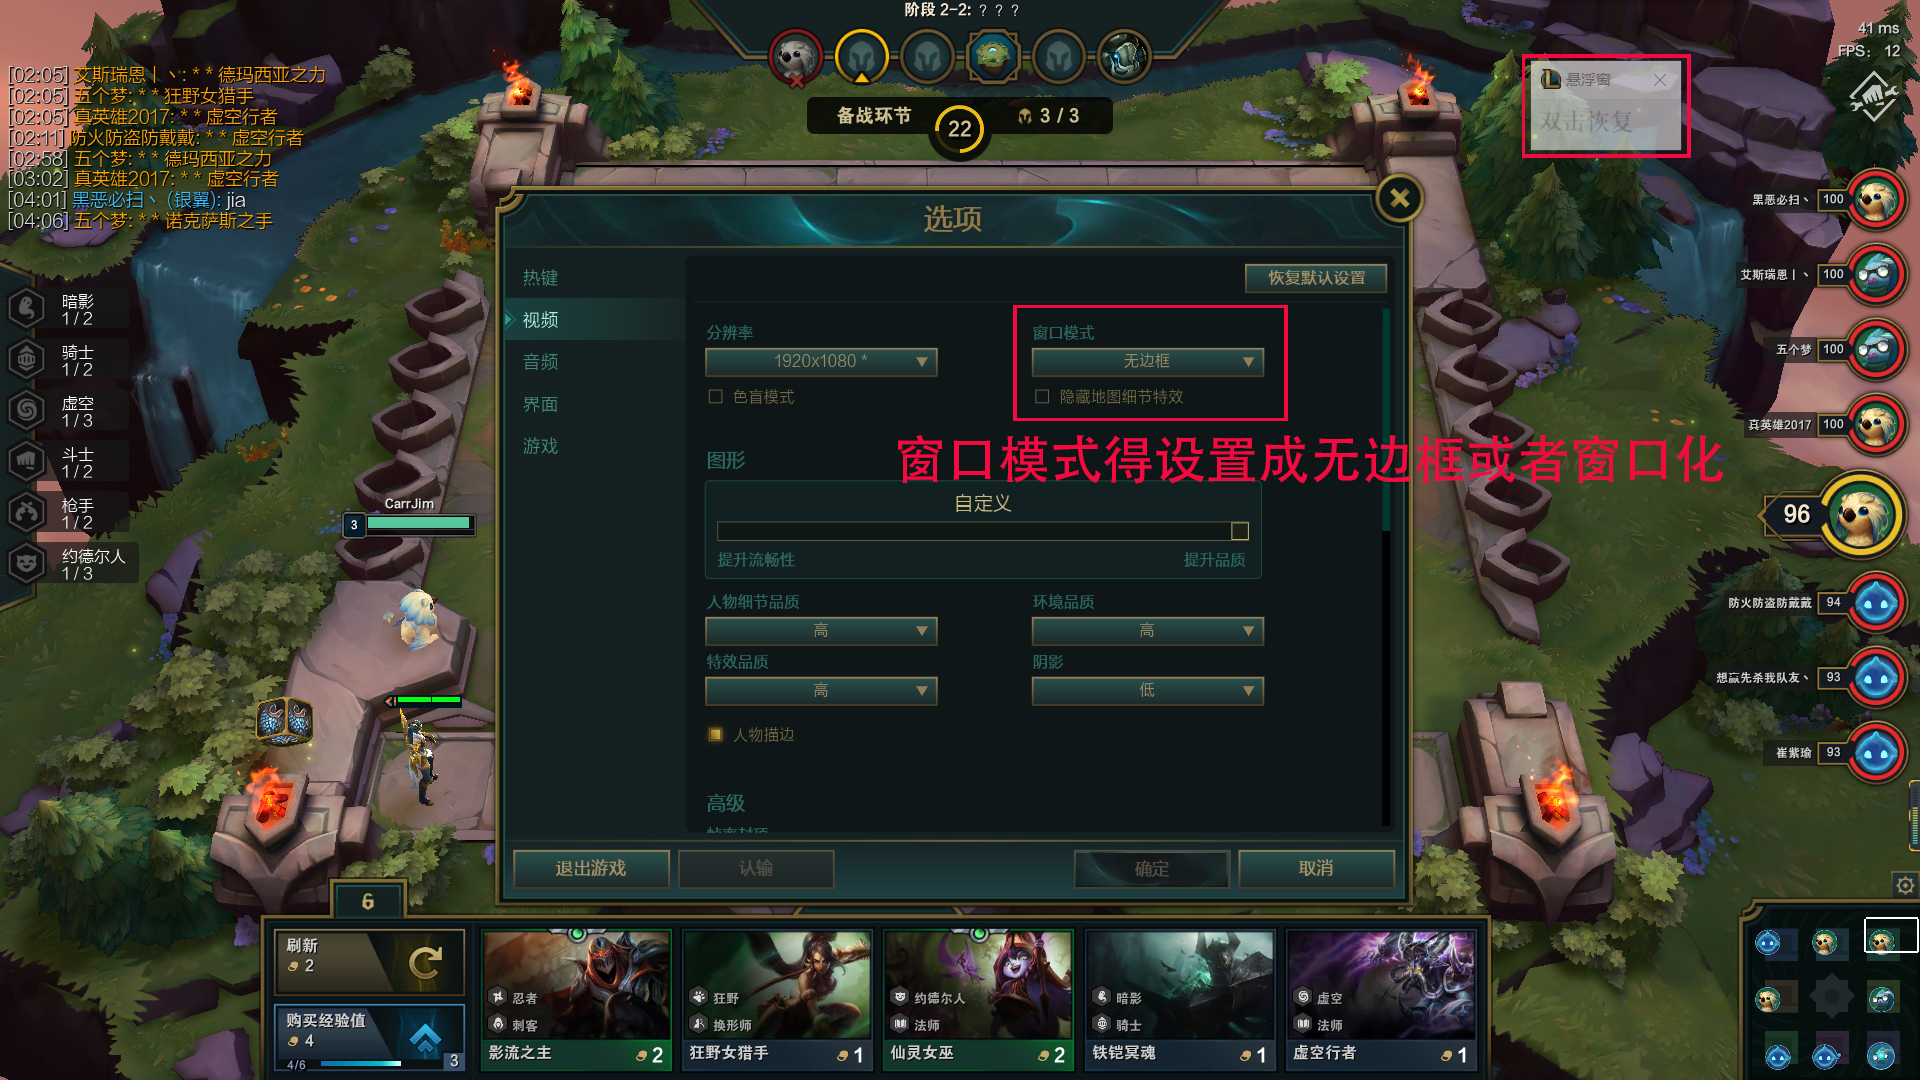 阶段 2-2: ? ? ?
41 ms
FPS: 12
备战环节
22
3 / 3
[02:05] 艾斯瑞恩丨丶: * * 德玛西亚之力
[02:05] 五个梦: * * 狂野女猎手
[02:05] 真英雄2017: * * 虚空行者
[02:11] 防火防盗防戴戴: * * 虚空行者
[02:58] 五个梦: * * 德玛西亚之力
[03:02] 真英雄2017: * * 虚空行者
[04:01] 黑恶必扫丶 (银翼): jia
[04:06] 五个梦: * * 诺克萨斯之手
悬浮窗
双击恢复
暗影
1 / 2
骑士
1 / 2
虚空
1 / 3
斗士
1 / 2
枪手
1 / 2
约德尔人
1 / 3
CarrJim
3
选项
热键
视频
音频
界面
游戏
恢复默认设置
分辨率
1920x1080 *
色盲模式
窗口模式
无边框
隐藏地图细节特效
窗口模式得设置成无边框或者窗口化
图形
自定义
提升流畅性
提升品质
人物细节品质
高
环境品质
高
特效品质
高
阴影
低
人物描边
高级
帧率封顶
退出游戏
认输
确定
取消
黑恶必扫丶 100
艾斯瑞恩丨丶 100
五个梦 100
真英雄2017 100
96
防火防盗防戴戴 94
想赢先杀我队友丶 93
崔紫瑜 93
6
刷新
2
购买经验值
4
4/6
3
忍者
刺客
影流之主 2
狂野
换形师
狂野女猎手 1
约德尔人
法师
仙灵女巫 2
暗影
骑士
铁铠冥魂 1
虚空
法师
虚空行者 1